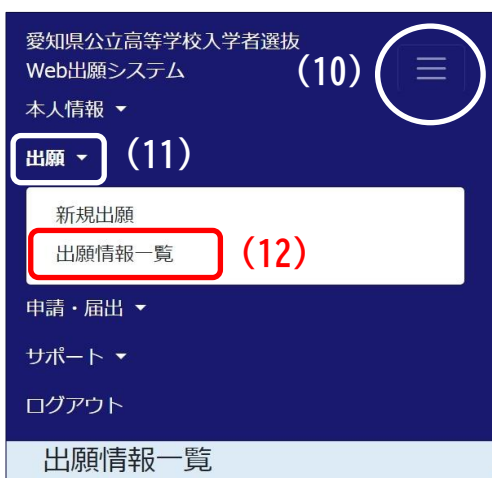 愛知県公立高等学校入学者選抜
Web出願システム
(10)
本人情報
出願
(11)
新規出願
出願情報一覧
(12)
申請・届出
サポート
ログアウト
出願情報一覧